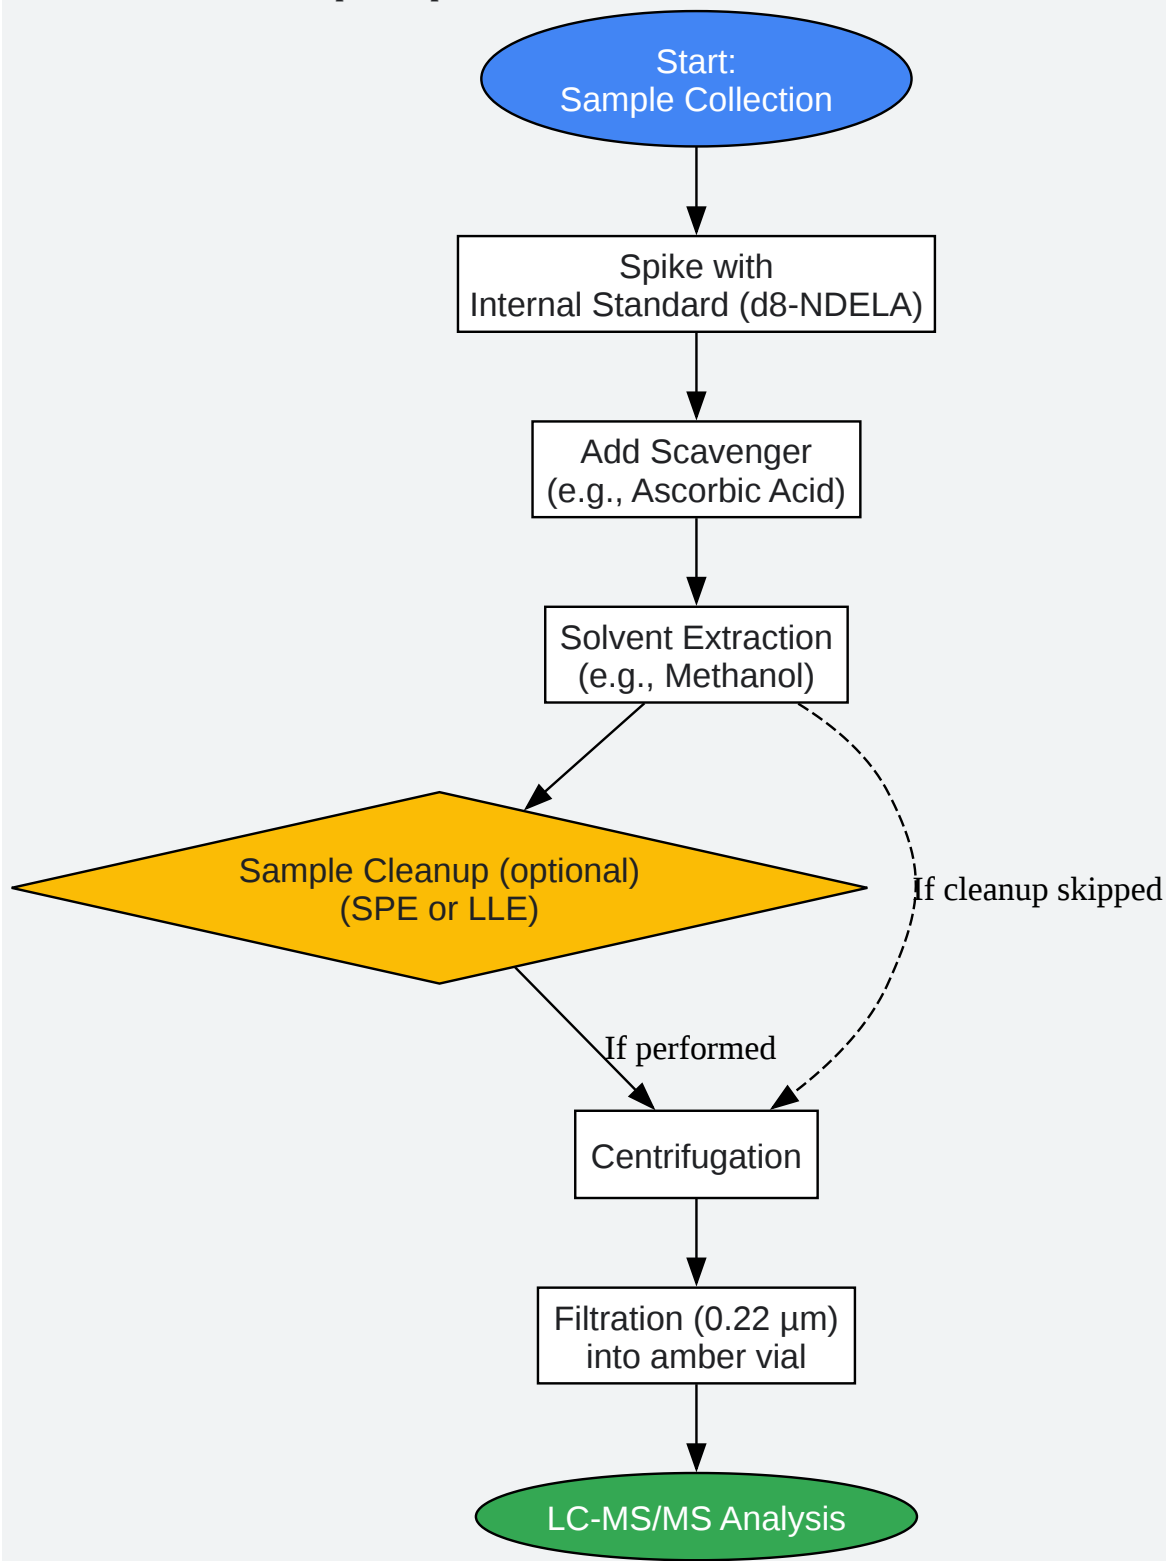 Start:
Sample Collection
Spike with
Internal Standard (d8-NDELA)
Add Scavenger
(e.g., Ascorbic Acid)
Solvent Extraction
(e.g., Methanol)
Sample Cleanup (optional)
(SPE or LLE)
If cleanup skipped
If performed
Centrifugation
Filtration (0.22 µm)
into amber vial
LC-MS/MS Analysis